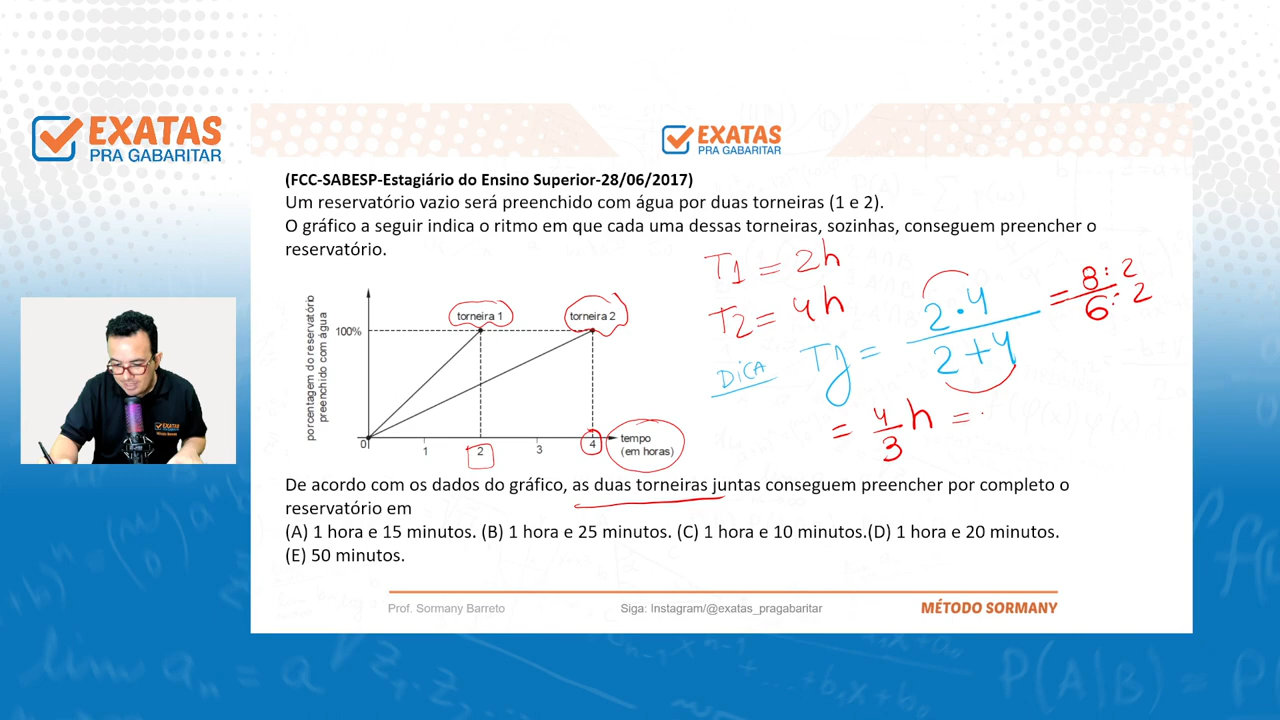 EXATAS
PRA GABARITAR
EXATAS
PRA GABARITAR
(FCC-SABESP-Estagiário do Ensino Superior-28/06/2017)
Um reservatório vazio será preenchido com água por duas torneiras (1 e 2).
O gráfico a seguir indica o ritmo em que cada uma dessas torneiras, sozinhas, conseguem preencher o
reservatório.
T1 = 2h
T2 = 4h
DICA
Tj = 2·4 / 2+4 = 8:2 / 6:2
= 4/3 h =
porcentagem do reservatório
preenchido com água
torneira 1
torneira 2
100%
0
1
2
3
4
tempo
(em horas)
De acordo com os dados do gráfico, as duas torneiras juntas conseguem preencher por completo o
reservatório em
(A) 1 hora e 15 minutos. (B) 1 hora e 25 minutos. (C) 1 hora e 10 minutos.(D) 1 hora e 20 minutos.
(E) 50 minutos.
Prof. Sormany Barreto
Siga: Instagram/@exatas_pragabaritar
MÉTODO SORMANY
lim aₙ = a
P(A|B) =